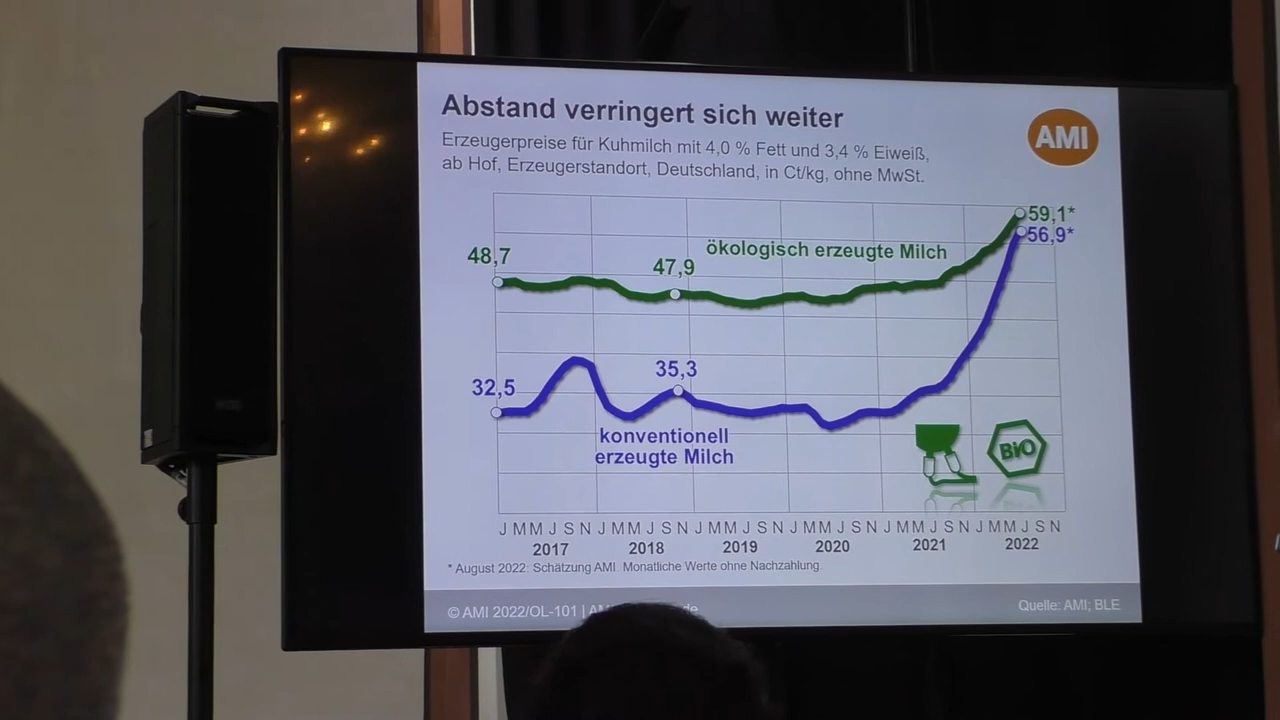 Abstand verringert sich weiter
AMI
Erzeugerpreise für Kuhmilch mit 4,0 % Fett und 3,4 % Eiweiß,
ab Hof, Erzeugerstandort, Deutschland, in Ct/kg, ohne MwSt.
59,1*
56,9*
ökologisch erzeugte Milch
48,7
47,9
35,3
32,5
konventionell
erzeugte Milch
BiO
J M M J S N J M M J S N J M M J S N J M M J S N J M M J S N J M M J S N
2017 2018 2019 2020 2021 2022
* August 2022: Schätzung AMI. Monatliche Werte ohne Nachzahlung.
© AMI 2022/OL-101 |
Quelle: AMI; BLE